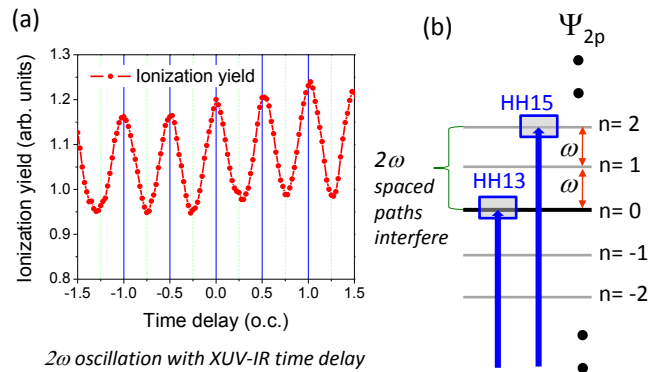 (a)
1.3
1.2
1.1
1.0
0.9
0.8
Ionization yield (arb. units)
Ionization yield
-1.5 -1.0 -0.5 0.0 0.5 1.0 1.5
Time delay (o.c.)
2ω oscillation with XUV-IR time delay
(b)
Ψ2p
HH15
n= 2
ω
2ω
spaced
paths
interfere
n= 1
ω
HH13
n= 0
n= -1
n= -2